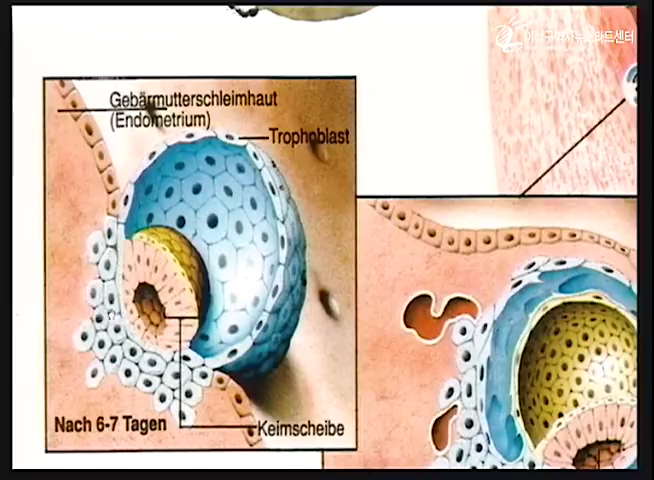 Gebärmutterschleimhaut
(Endometrium)
Trophoblast
Nach 6-7 Tagen
Keimscheibe